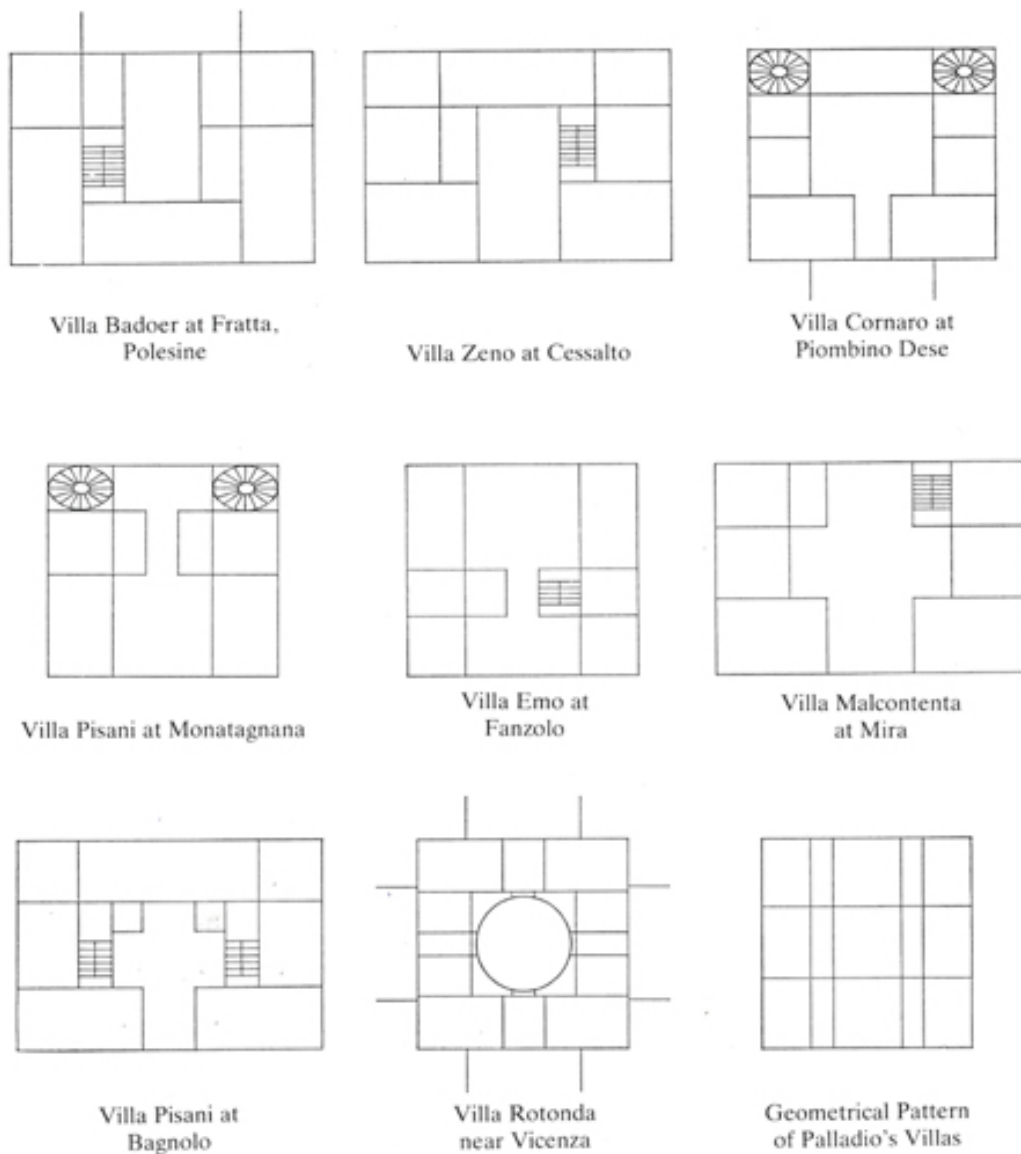 Villa Badoer at Fratta,
Polesine
Villa Zeno at Cessalto
Villa Cornaro at
Piombino Dese
Villa Pisani at Monatagnana
Villa Emo at
Fanzolo
Villa Malcontenta
at Mira
Villa Pisani at
Bagnolo
Villa Rotonda
near Vicenza
Geometrical Pattern
of Palladio's Villas